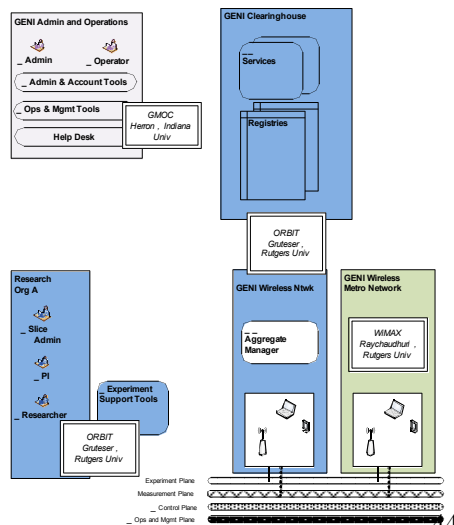 GENI Admin and Operations
_ Admin
_ Operator
_ Admin & Account Tools
_ Ops & Mgmt Tools
Help Desk
GMOC
Herron , Indiana
Univ
GENI Clearinghouse
_ _
Services
Registries
ORBIT
Gruteser ,
Rutgers Univ
Research
Org A
_ Slice
Admin
_ PI
_ Researcher
_ Experiment
Support Tools
ORBIT
Gruteser ,
Rutgers Univ
GENI Wireless Ntwk
_ _
Aggregate
Manager
GENI Wireless
Metro Network
WiMAX
Raychaudhuri ,
Rutgers Univ
Experiment Plane
Measurement Plane
_ Control Plane
_ Ops and Mgmt Plane